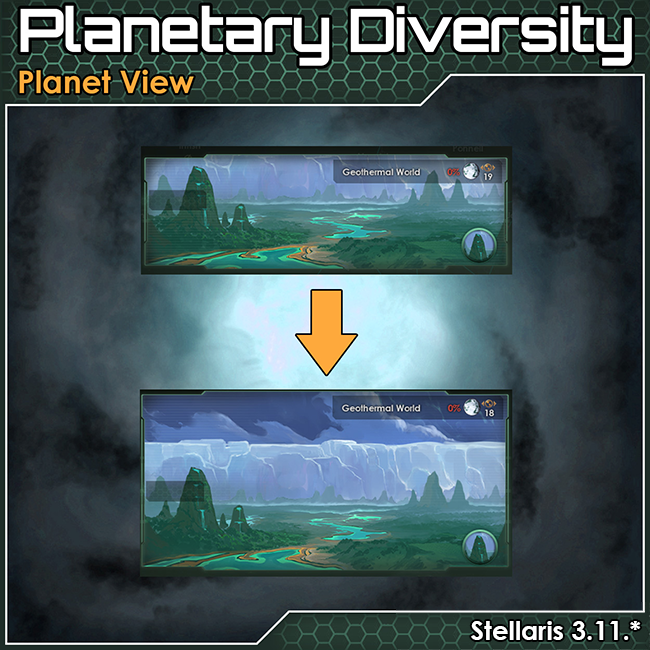 Planetary Diversity
Planet View
Geothermal World 0%
19
Geothermal World 0%
18
Stellaris 3.11.*